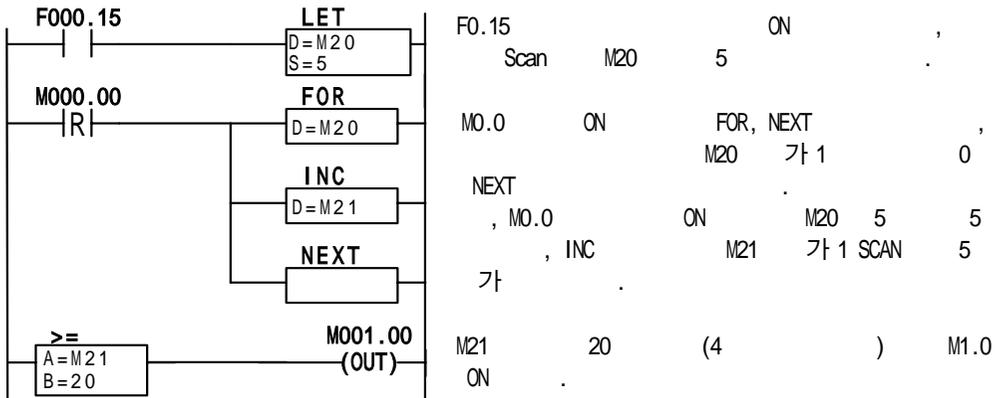 F000.15
LET
D=M20
S=5
M000.00
R
FOR
D=M20
INC
D=M21
NEXT
>=
A=M21
B=20
M001.00
(OUT)
F0.15 ON ,
Scan M20 5 .
M0.0 ON FOR, NEXT ,
M20 가 1 0
NEXT .
, M0.0 ON M20 5 5
, INC M21 가 1 SCAN 5
가 .
M21 20 (4 ) M1.0
ON .